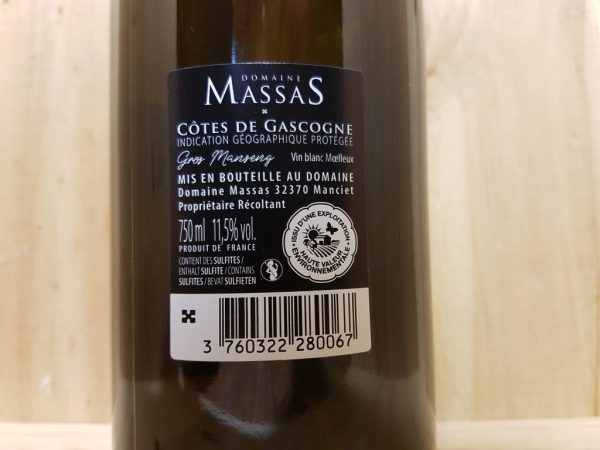 DOMAINE
MASSAS
CÔTES DE GASCOGNE
INDICATION GÉOGRAPHIQUE PROTÉGÉE
Gros Manseng Vin blanc Mœlleux
MIS EN BOUTEILLE AU DOMAINE
Domaine Massas 32370 Manciet
Propriétaire Récoltant
750 ml 11,5% vol.
PRODUIT DE FRANCE
CONTIENT DES SULFITES /
ENTHALT SULFITE / CONTAINS
SULFITES / BEVAT SULFIETEN
ISSU D'UNE EXPLOITATION
HAUTE VALEUR
ENVIRONNEMENTALE
3 760322 280067